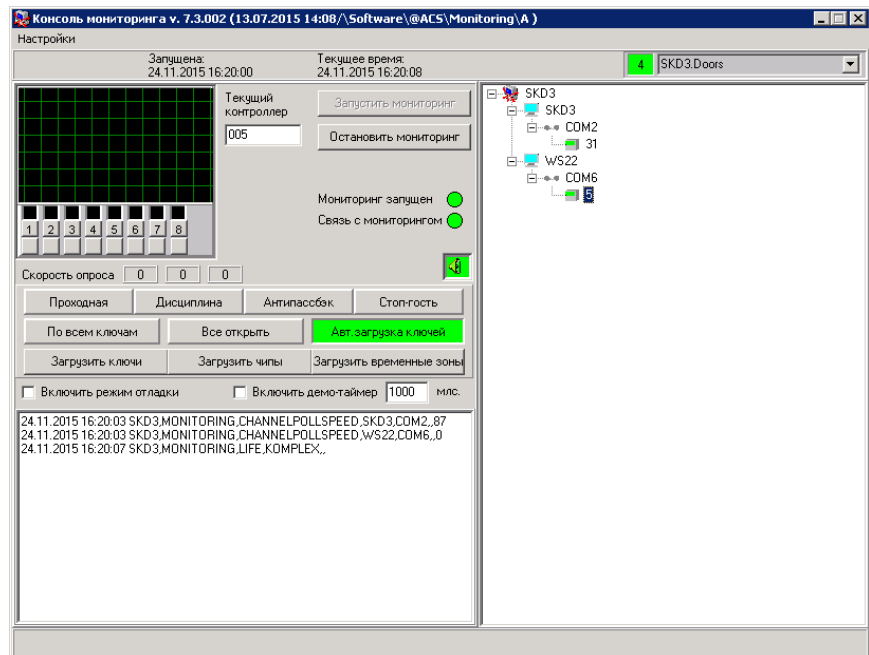 Консоль мониторинга v. 7.3.002 (13.07.2015 14:08/\Software\@ACS\Monitoring\A )
Настройки
Запущена:
24.11.2015 16:20:00
Текущее время:
24.11.2015 16:20:08
4 SKD3.Doors
Текущий
контроллер
005
Запустить мониторинг
Остановить мониторинг
Мониторинг запущен
Связь с мониторингом
1 2 3 4 5 6 7 8
Скорость опроса 0 0 0
Проходная Дисциплина Антипассбэк Стоп-гость
По всем ключам Все открыть Авт.загрузка ключей
Загрузить ключи Загрузить чипы Загрузить временные зоны
Включить режим отладки Включить демо-таймер 1000 млс.
24.11.2015 16:20:03 SKD3,MONITORING,CHANNELPOLLSPEED,SKD3,COM2,,87
24.11.2015 16:20:03 SKD3,MONITORING,CHANNELPOLLSPEED,WS22,COM6,,0
24.11.2015 16:20:07 SKD3,MONITORING,LIFE,KOMPLEX,,
SKD3
SKD3
COM2
31
WS22
COM6
5